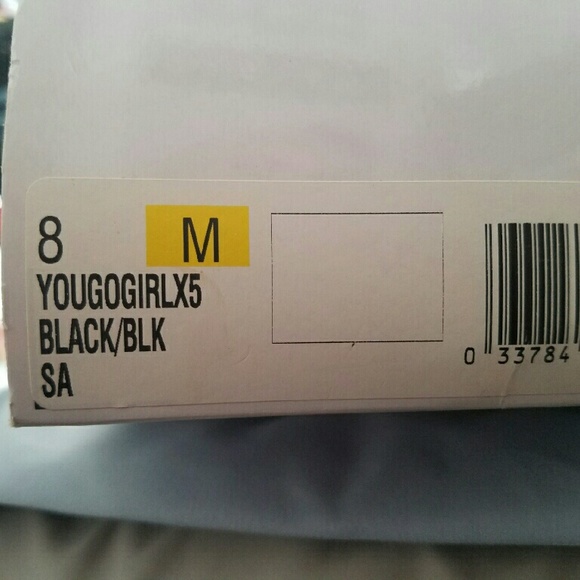 8 M
YOUGOGIRLX5
BLACK/BLK
SA
0 33784